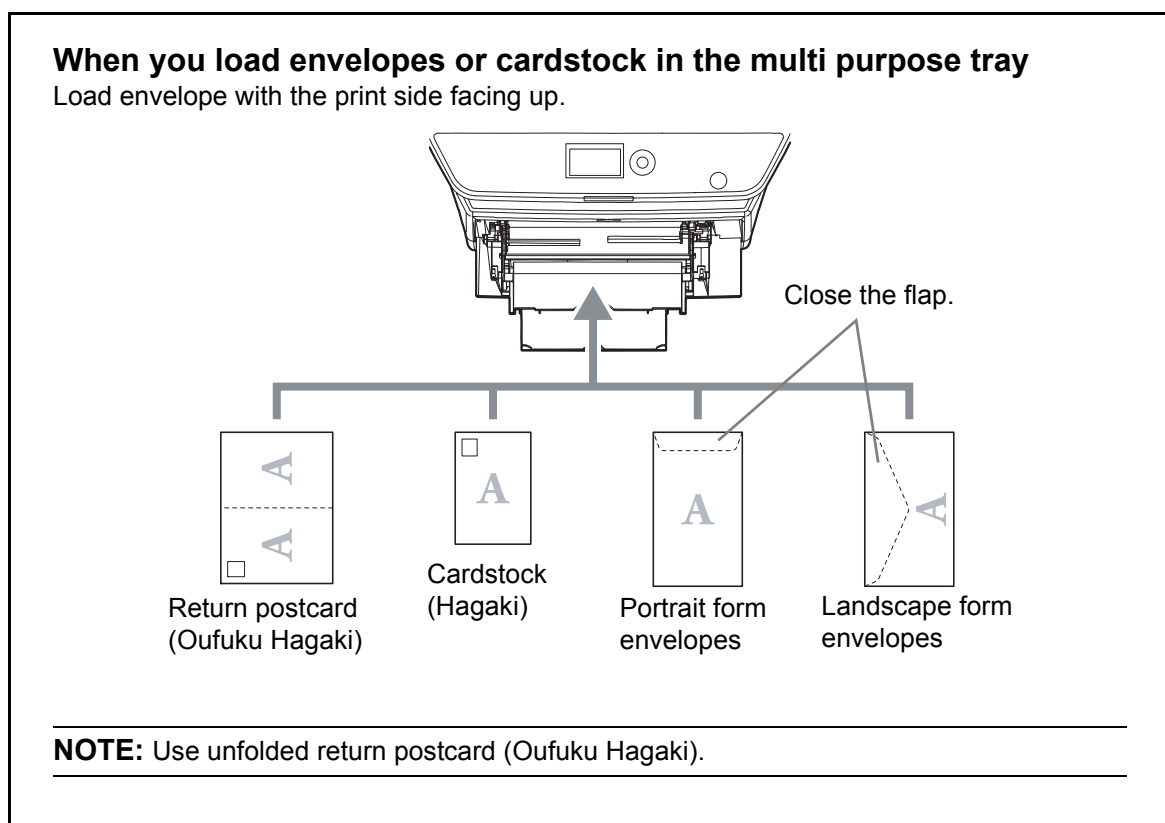 When you load envelopes or cardstock in the multi purpose tray
Load envelope with the print side facing up.
Close the flap.
A
A
A
A
A
Return postcard
(Oufuku Hagaki)
Cardstock
(Hagaki)
Portrait form
envelopes
Landscape form
envelopes
NOTE: Use unfolded return postcard (Oufuku Hagaki).